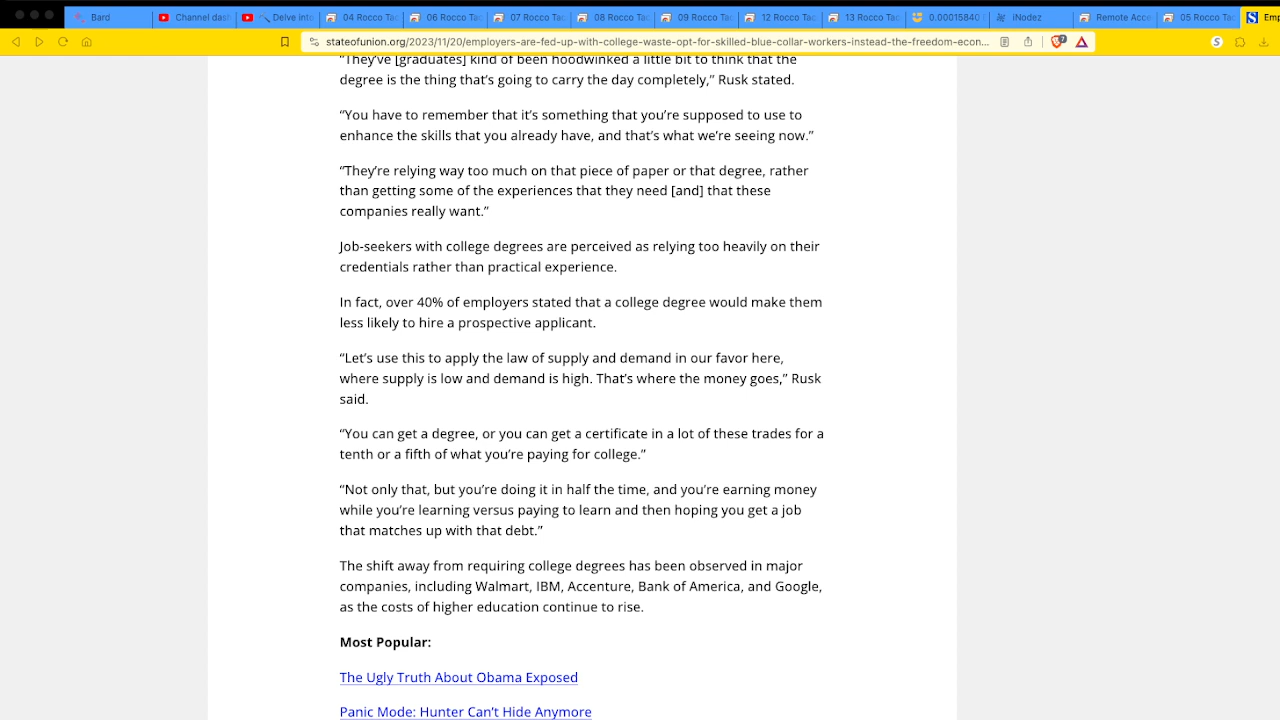 Bard
Channel dash
Delve into
04 Rocco Tac
06 Rocco Tac
07 Rocco Tac
08 Rocco Tac
09 Rocco Tac
12 Rocco Tac
13 Rocco Tac
0.00015840
iNodez
Remote Acce
05 Rocco Tac
Emp
stateofunion.org/2023/11/20/employers-are-fed-up-with-college-waste-opt-for-skilled-blue-collar-workers-instead-the-freedom-econ...
“They’ve [graduates] kind of been hoodwinked a little bit to think that the
degree is the thing that’s going to carry the day completely,” Rusk stated.
“You have to remember that it’s something that you’re supposed to use to
enhance the skills that you already have, and that’s what we’re seeing now.”
“They’re relying way too much on that piece of paper or that degree, rather
than getting some of the experiences that they need [and] that these
companies really want.”
Job-seekers with college degrees are perceived as relying too heavily on their
credentials rather than practical experience.
In fact, over 40% of employers stated that a college degree would make them
less likely to hire a prospective applicant.
“Let’s use this to apply the law of supply and demand in our favor here,
where supply is low and demand is high. That’s where the money goes,” Rusk
said.
“You can get a degree, or you can get a certificate in a lot of these trades for a
tenth or a fifth of what you’re paying for college.”
“Not only that, but you’re doing it in half the time, and you’re earning money
while you’re learning versus paying to learn and then hoping you get a job
that matches up with that debt.”
The shift away from requiring college degrees has been observed in major
companies, including Walmart, IBM, Accenture, Bank of America, and Google,
as the costs of higher education continue to rise.
Most Popular:
The Ugly Truth About Obama Exposed
Panic Mode: Hunter Can't Hide Anymore